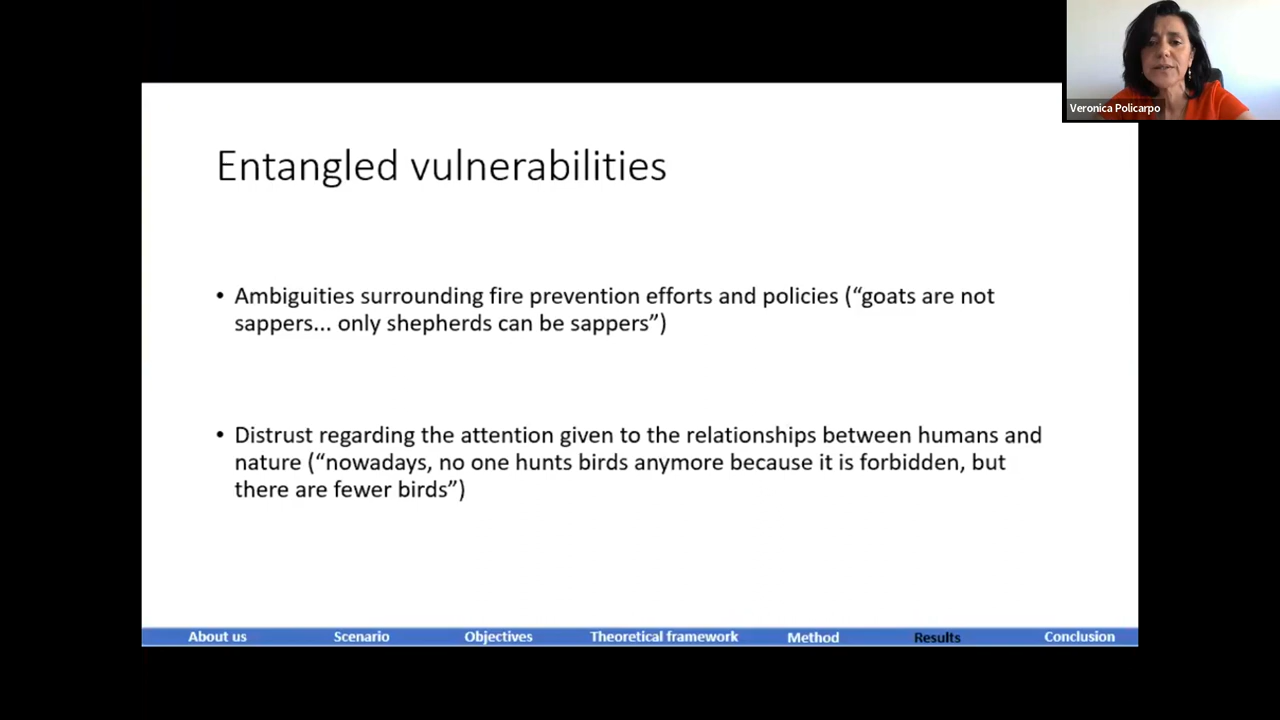 Veronica Policarpo
Entangled vulnerabilities
• Ambiguities surrounding fire prevention efforts and policies (“goats are not
sappers... only shepherds can be sappers”)
• Distrust regarding the attention given to the relationships between humans and
nature (“nowadays, no one hunts birds anymore because it is forbidden, but
there are fewer birds”)
About us Scenario Objectives Theoretical framework Method Results Conclusion